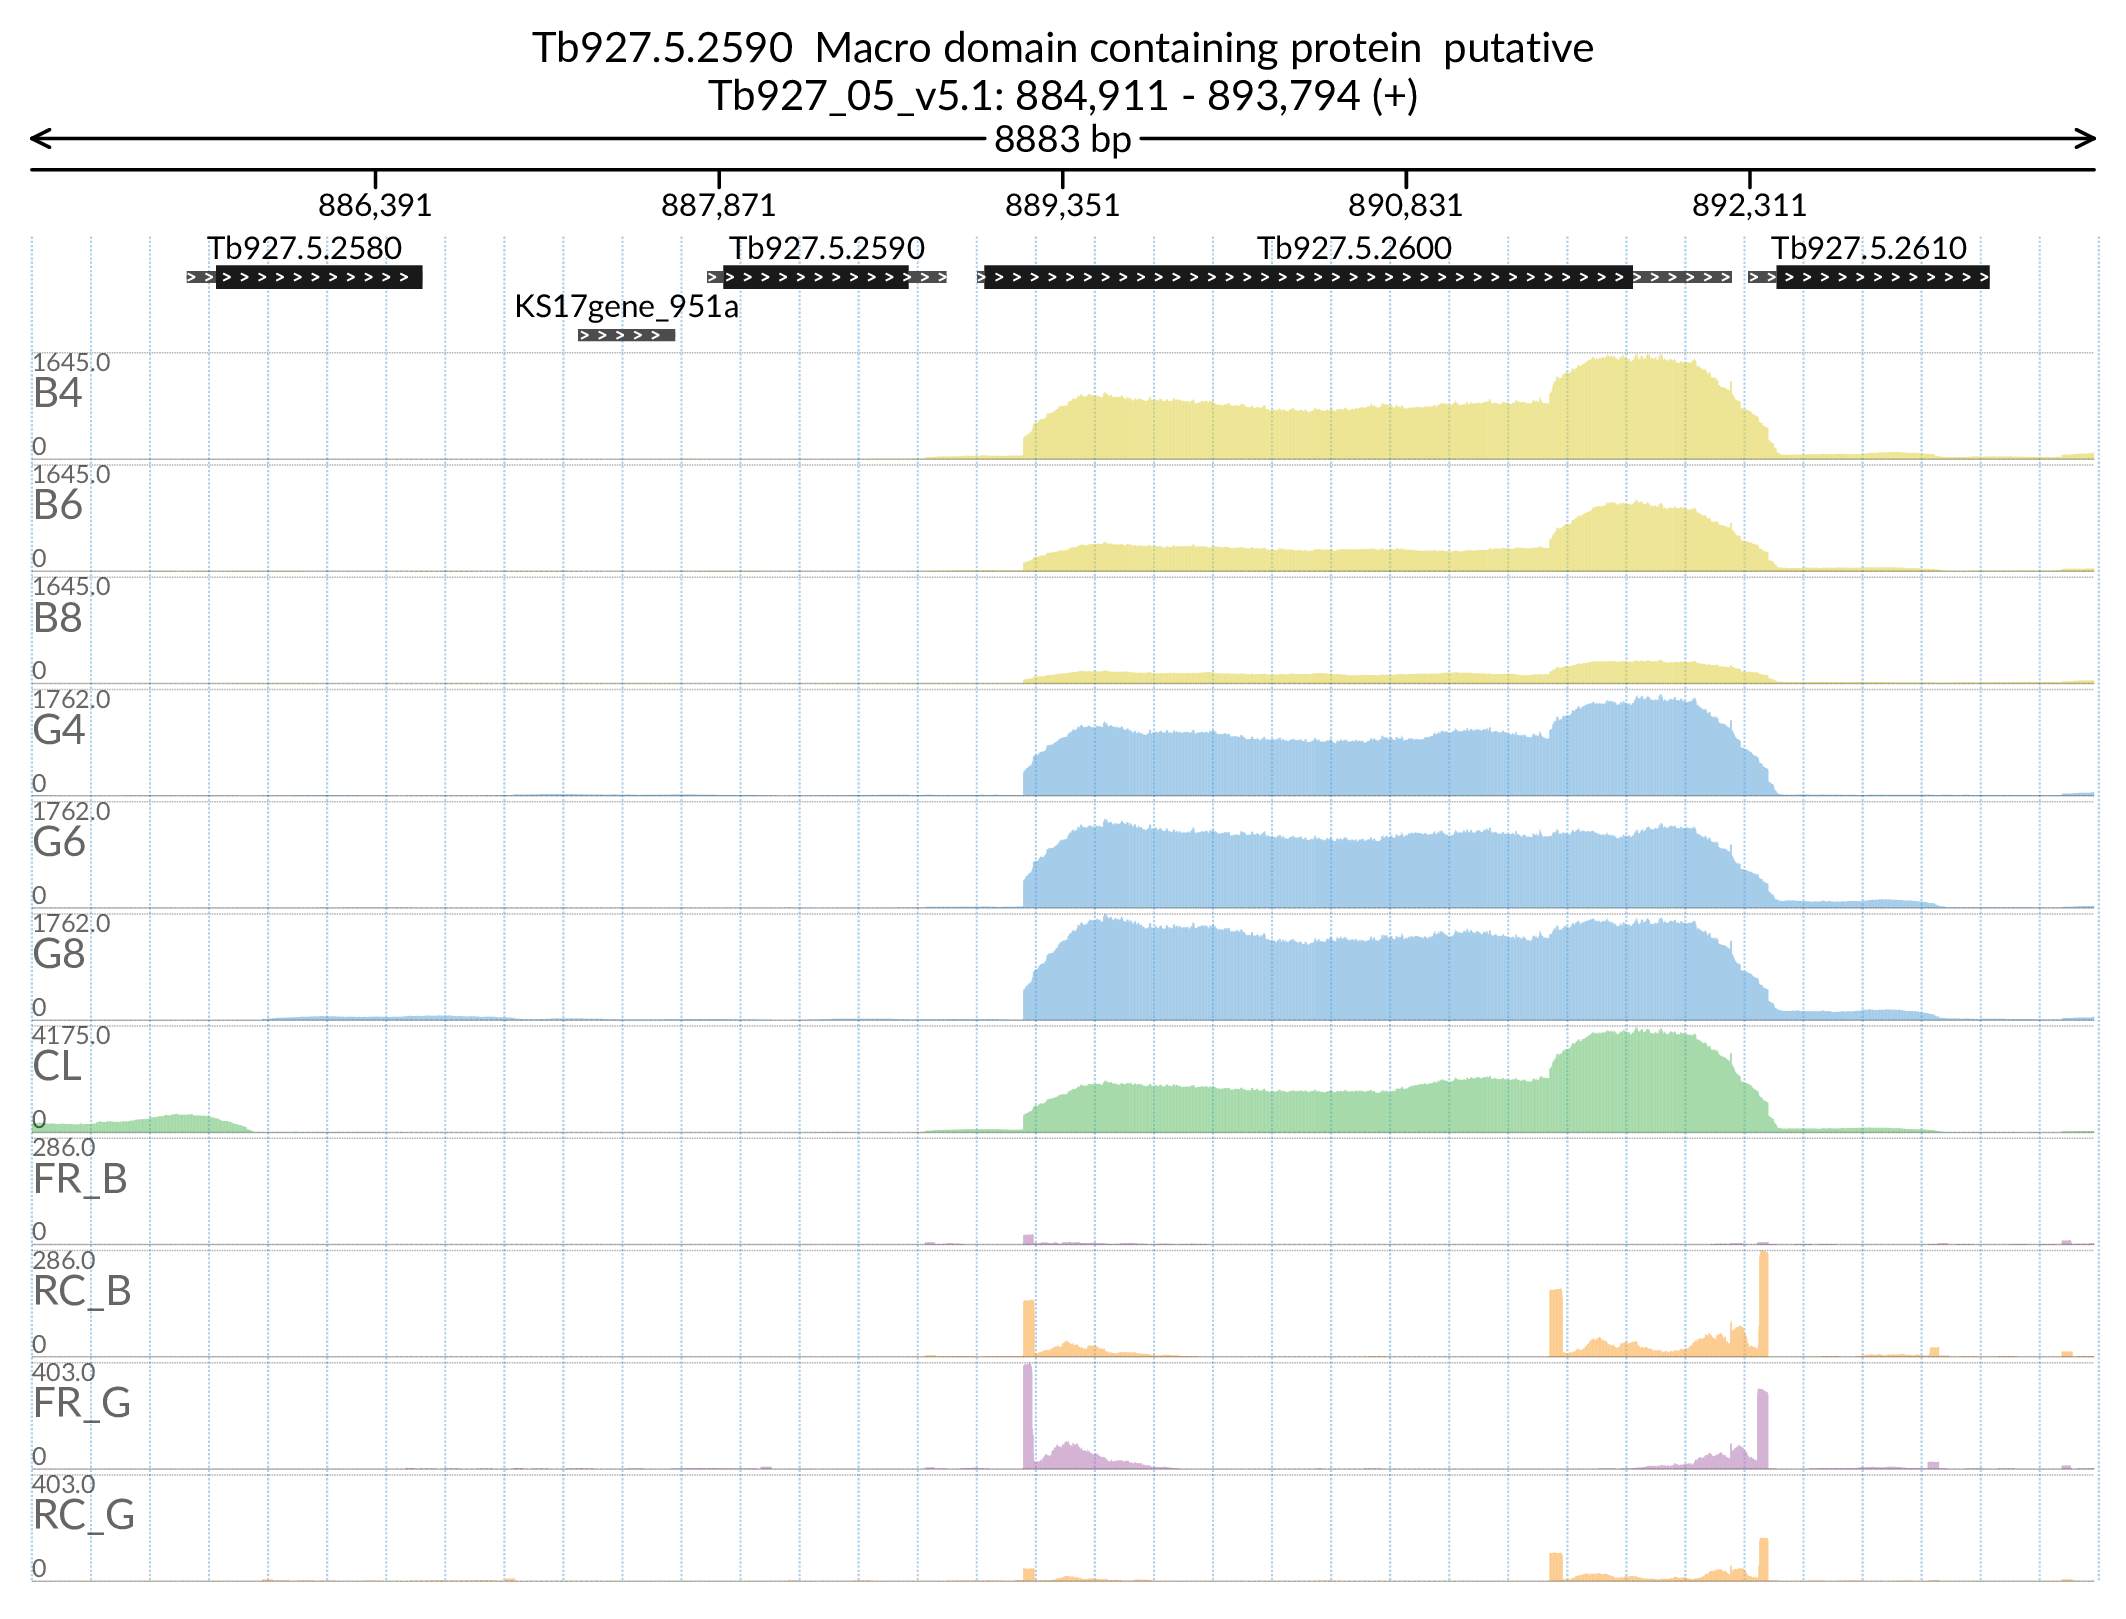 Tb927.5.2590  Macro domain containing protein  putative
Tb927_05_v5.1: 884,911 - 893,794 (+)
8883 bp
886,391 887,871 889,351 890,831 892,311
Tb927.5.2580 Tb927.5.2590 Tb927.5.2600 Tb927.5.2610
KS17gene_951a
1645.0
B4
0
1645.0
B6
0
1645.0
B8
0
1762.0
G4
0
1762.0
G6
0
1762.0
G8
0
4175.0
CL
0
286.0
FR_B
0
286.0
RC_B
0
403.0
FR_G
0
403.0
RC_G
0